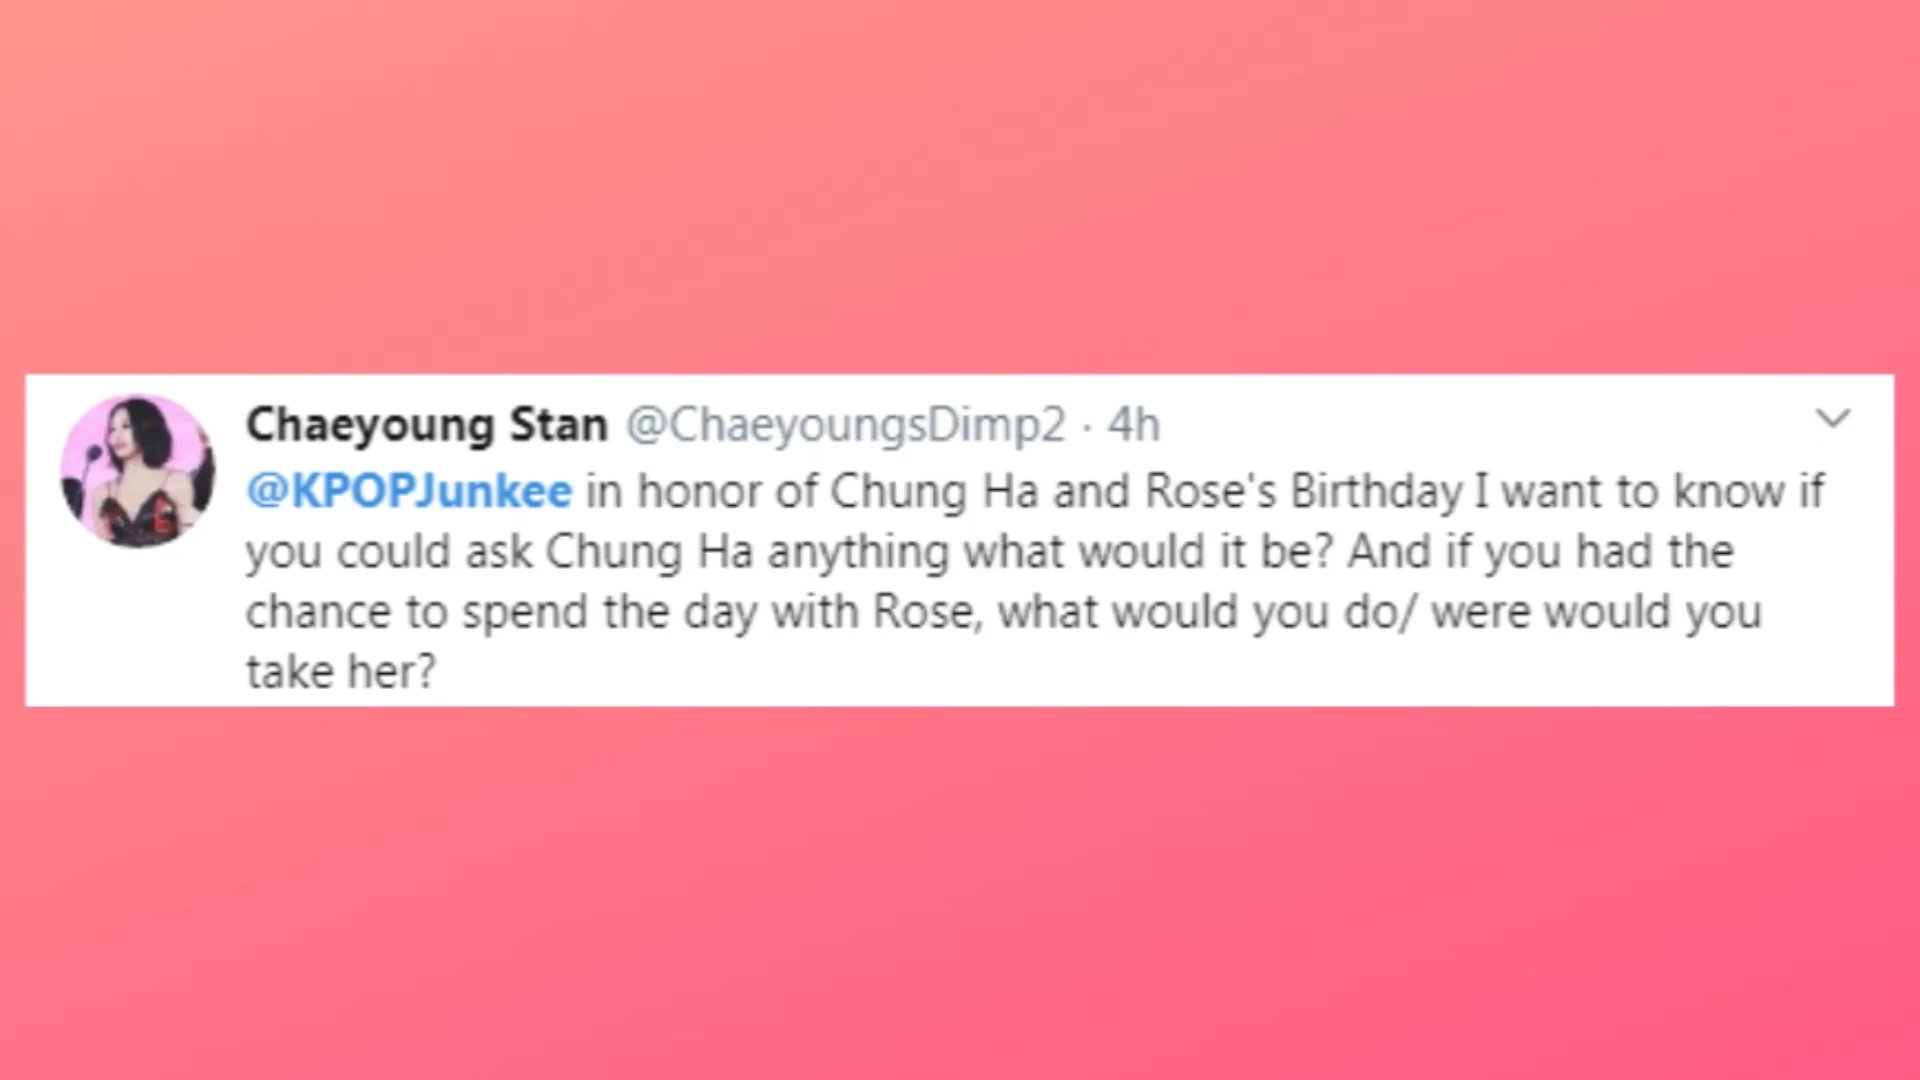 Chaeyoung Stan @ChaeyoungsDimp2 · 4h
@KPOPJunkee in honor of Chung Ha and Rose's Birthday I want to know if
you could ask Chung Ha anything what would it be? And if you had the
chance to spend the day with Rose, what would you do/ were would you
take her?